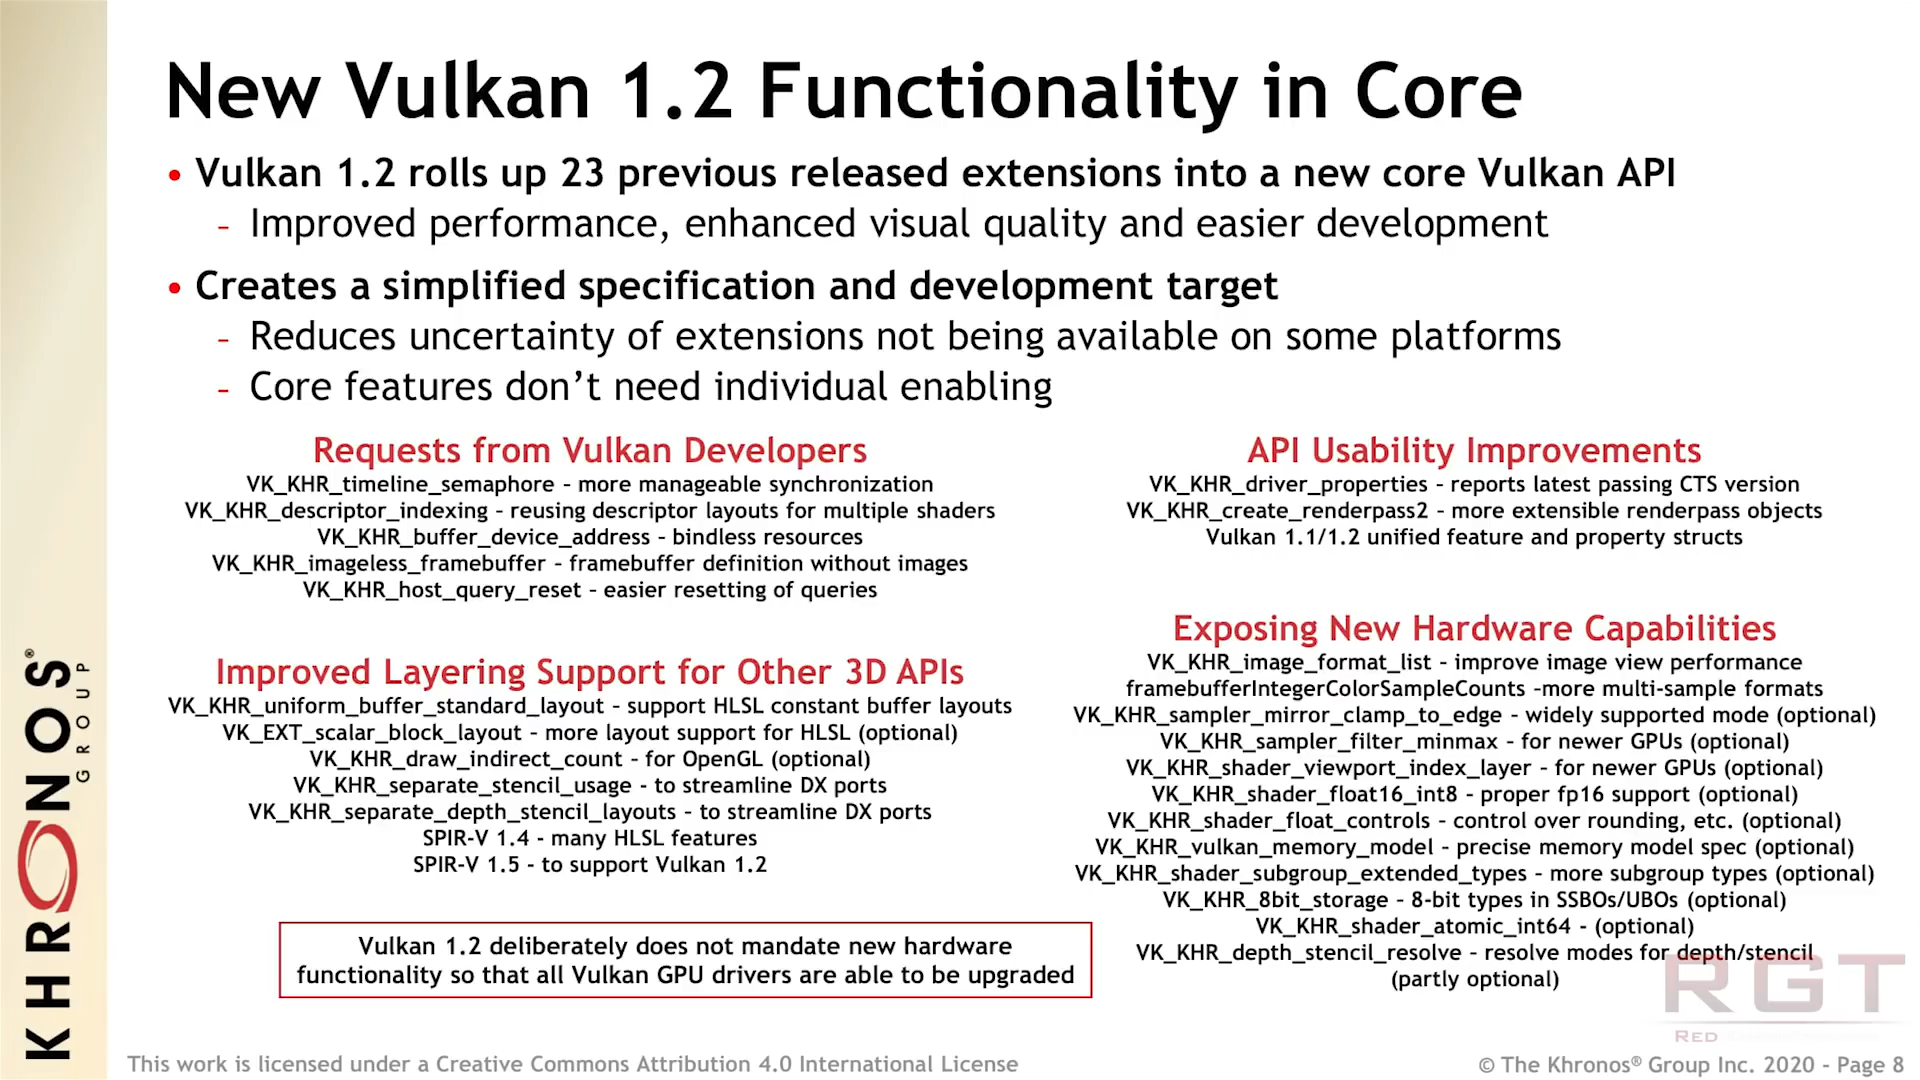 New Vulkan 1.2 Functionality in Core
• Vulkan 1.2 rolls up 23 previous released extensions into a new core Vulkan API
– Improved performance, enhanced visual quality and easier development
• Creates a simplified specification and development target
– Reduces uncertainty of extensions not being available on some platforms
– Core features don’t need individual enabling
Requests from Vulkan Developers
VK_KHR_timeline_semaphore – more manageable synchronization
VK_KHR_descriptor_indexing – reusing descriptor layouts for multiple shaders
VK_KHR_buffer_device_address – bindless resources
VK_KHR_imageless_framebuffer – framebuffer definition without images
VK_KHR_host_query_reset – easier resetting of queries
Improved Layering Support for Other 3D APIs
VK_KHR_uniform_buffer_standard_layout – support HLSL constant buffer layouts
VK_EXT_scalar_block_layout – more layout support for HLSL (optional)
VK_KHR_draw_indirect_count – for OpenGL (optional)
VK_KHR_separate_stencil_usage - to streamline DX ports
VK_KHR_separate_depth_stencil_layouts – to streamline DX ports
SPIR-V 1.4 - many HLSL features
SPIR-V 1.5 - to support Vulkan 1.2
Vulkan 1.2 deliberately does not mandate new hardware
functionality so that all Vulkan GPU drivers are able to be upgraded
API Usability Improvements
VK_KHR_driver_properties – reports latest passing CTS version
VK_KHR_create_renderpass2 – more extensible renderpass objects
Vulkan 1.1/1.2 unified feature and property structs
Exposing New Hardware Capabilities
VK_KHR_image_format_list – improve image view performance
framebufferIntegerColorSampleCounts –more multi-sample formats
VK_KHR_sampler_mirror_clamp_to_edge – widely supported mode (optional)
VK_KHR_sampler_filter_minmax – for newer GPUs (optional)
VK_KHR_shader_viewport_index_layer – for newer GPUs (optional)
VK_KHR_shader_float16_int8 - proper fp16 support (optional)
VK_KHR_shader_float_controls - control over rounding, etc. (optional)
VK_KHR_vulkan_memory_model – precise memory model spec (optional)
VK_KHR_shader_subgroup_extended_types – more subgroup types (optional)
VK_KHR_8bit_storage – 8-bit types in SSBOs/UBOs (optional)
VK_KHR_shader_atomic_int64 - (optional)
VK_KHR_depth_stencil_resolve – resolve modes for depth/stencil
(partly optional)
KHRONOS®
GROUP
RGT
RED
This work is licensed under a Creative Commons Attribution 4.0 International License
© The Khronos® Group Inc. 2020 - Page 8